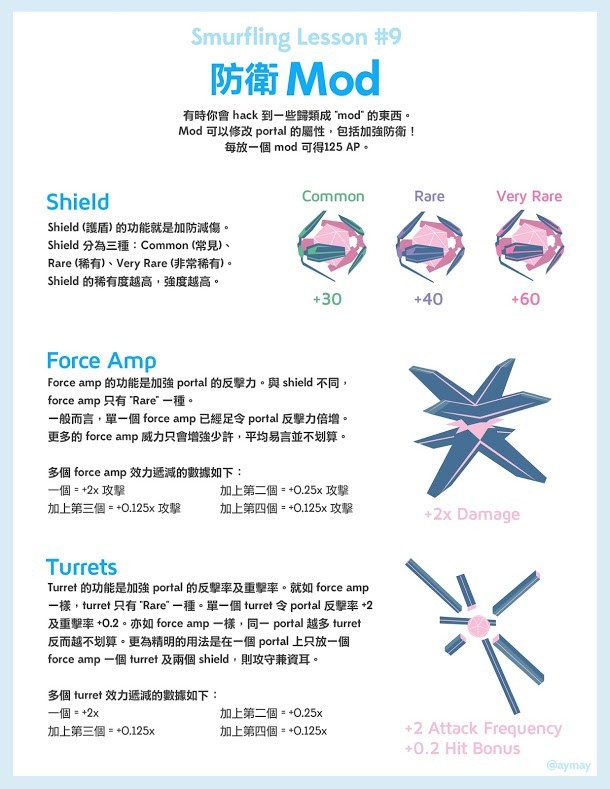 Smurfling Lesson #9
防衛 Mod
有時你會 hack 到一些歸類成 "mod" 的東西。
Mod 可以修改 portal 的屬性，包括加強防衛！
每放一個 mod 可得125 AP。
Shield
Shield (護盾) 的功能就是加防減傷。
Shield 分為三種：Common (常見)、
Rare (稀有)、Very Rare (非常稀有)。
Shield 的稀有度越高，強度越高。
Common
Rare
Very Rare
+30
+40
+60
Force Amp
Force amp 的功能是加強 portal 的反擊力。與 shield 不同，
force amp 只有 "Rare" 一種。
一般而言，單一個 force amp 已經足令 portal 反擊力倍增。
更多的 force amp 威力只會增強少許，平均易言並不划算。
多個 force amp 效力遞減的數據如下：
一個 = +2x 攻擊
加上第二個 = +0.25x 攻擊
加上第三個 = +0.125x 攻擊
加上第四個 = +0.125x 攻擊
+2x Damage
Turrets
Turret 的功能是加強 portal 的反擊率及重擊率。就如 force amp
一樣，turret 只有 "Rare" 一種。單一個 turret 令 portal 反擊率 +2
及重擊率 +0.2。亦如 force amp 一樣，同一 portal 越多 turret
反而越不划算。更為精明的用法是在一個 portal 上只放一個
force amp 一個 turret 及兩個 shield，則攻守兼資耳。
多個 turret 效力遞減的數據如下：
一個 = +2x
加上第二個 = +0.25x
加上第三個 = +0.125x
加上第四個 = +0.125x
+2 Attack Frequency
+0.2 Hit Bonus
@aymay